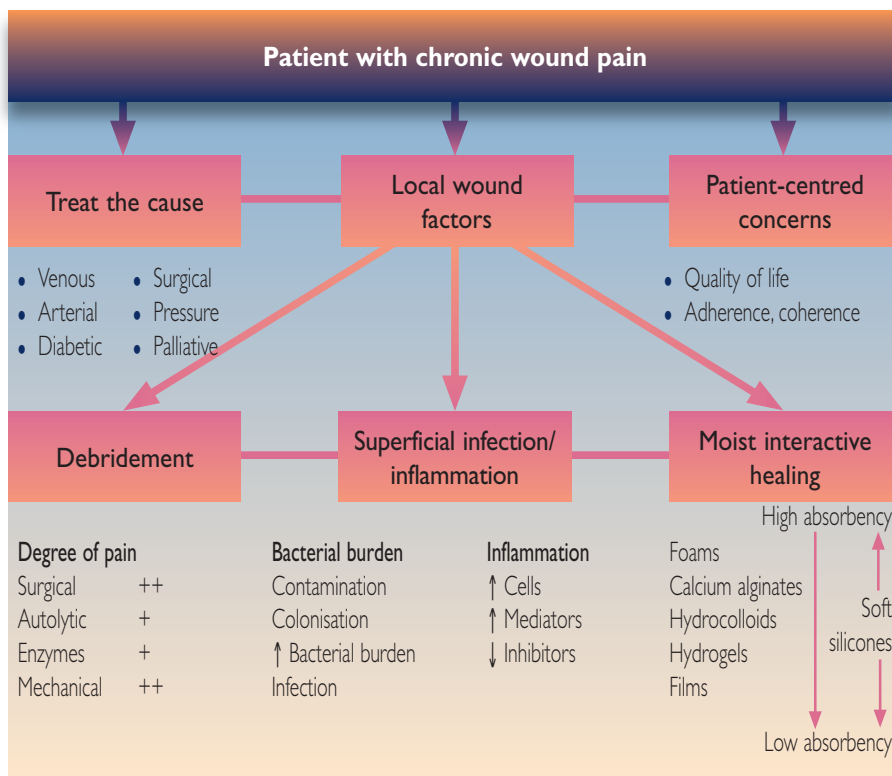 Patient with chronic wound pain
Treat the cause
Local wound
factors
Patient-centred
concerns
• Venous
• Arterial
• Diabetic
• Surgical
• Pressure
• Palliative
• Quality of life
• Adherence, coherence
Debridement
Superficial infection/
inflammation
Moist interactive
healing
Degree of pain
Surgical ++
Autolytic +
Enzymes +
Mechanical ++
Bacterial burden
Contamination
Colonisation
↑ Bacterial burden
Infection
Inflammation
↑ Cells
↑ Mediators
↓ Inhibitors
Foams
Calcium alginates
Hydrocolloids
Hydrogels
Films
High absorbency
Soft
silicones
Low absorbency